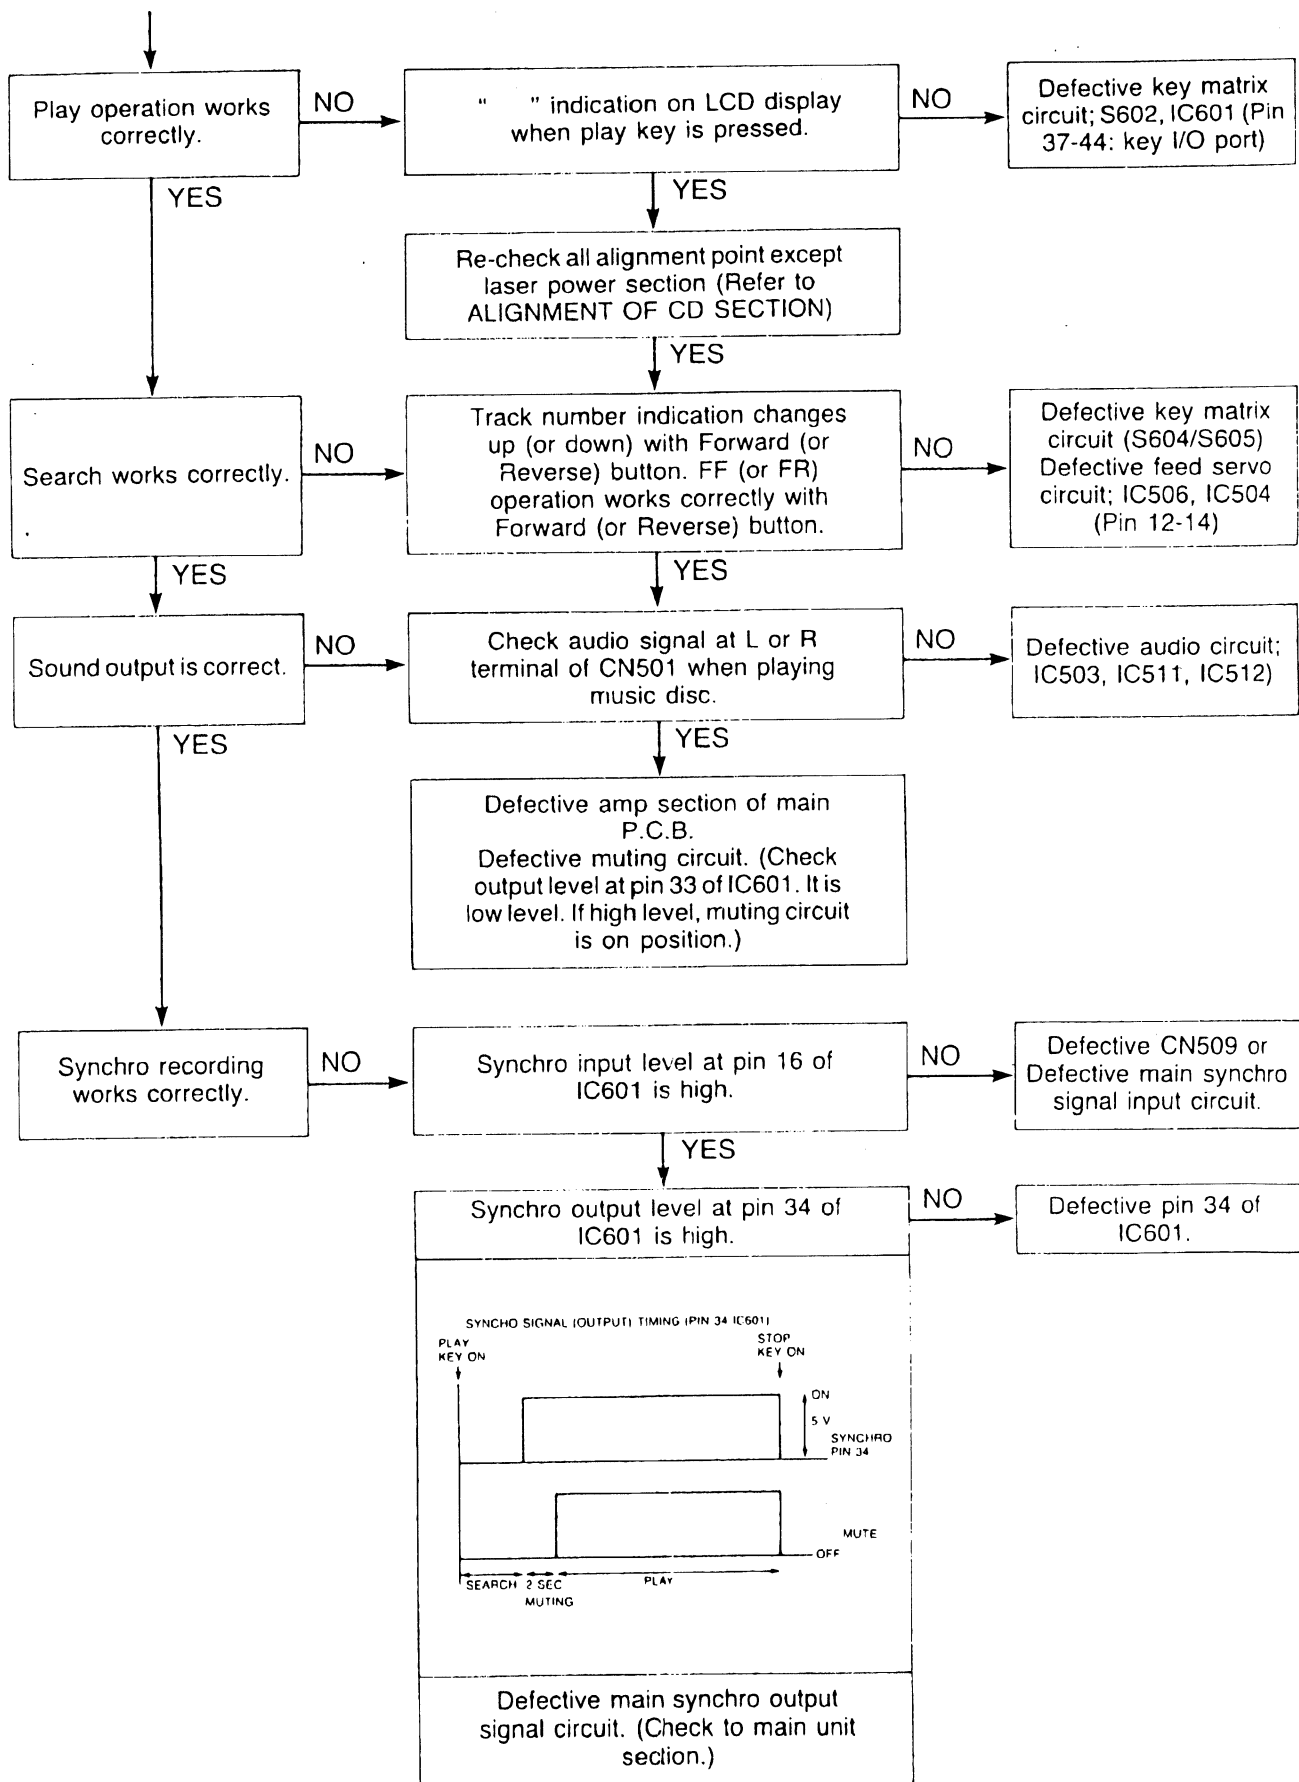 Play operation works
correctly.
NO
“ ” indication on LCD display
when play key is pressed.
NO
Defective key matrix
circuit; S602, IC601 (Pin
37-44: key I/O port)
YES
YES
Re-check all alignment point except
laser power section (Refer to
ALIGNMENT OF CD SECTION)
YES
Search works correctly.
NO
Track number indication changes
up (or down) with Forward (or
Reverse) button. FF (or FR)
operation works correctly with
Forward (or Reverse) button.
NO
Defective key matrix
circuit (S604/S605)
Defective feed servo
circuit; IC506, IC504
(Pin 12-14)
YES
YES
Sound output is correct.
NO
Check audio signal at L or R
terminal of CN501 when playing
music disc.
NO
Defective audio circuit;
IC503, IC511, IC512)
YES
YES
Defective amp section of main
P.C.B.
Defective muting circuit. (Check
output level at pin 33 of IC601. It is
low level. If high level, muting circuit
is on position.)
Synchro recording
works correctly.
NO
Synchro input level at pin 16 of
IC601 is high.
NO
Defective CN509 or
Defective main synchro
signal input circuit.
YES
Synchro output level at pin 34 of
IC601 is high.
NO
Defective pin 34 of
IC601.
SYNCHO SIGNAL (OUTPUT) TIMING (PIN 34 IC601)
PLAY
KEY ON
STOP
KEY ON
ON
5 V
SYNCHRO
PIN 34
MUTE
OFF
SEARCH
2 SEC
MUTING
PLAY
Defective main synchro output
signal circuit. (Check to main unit
section.)